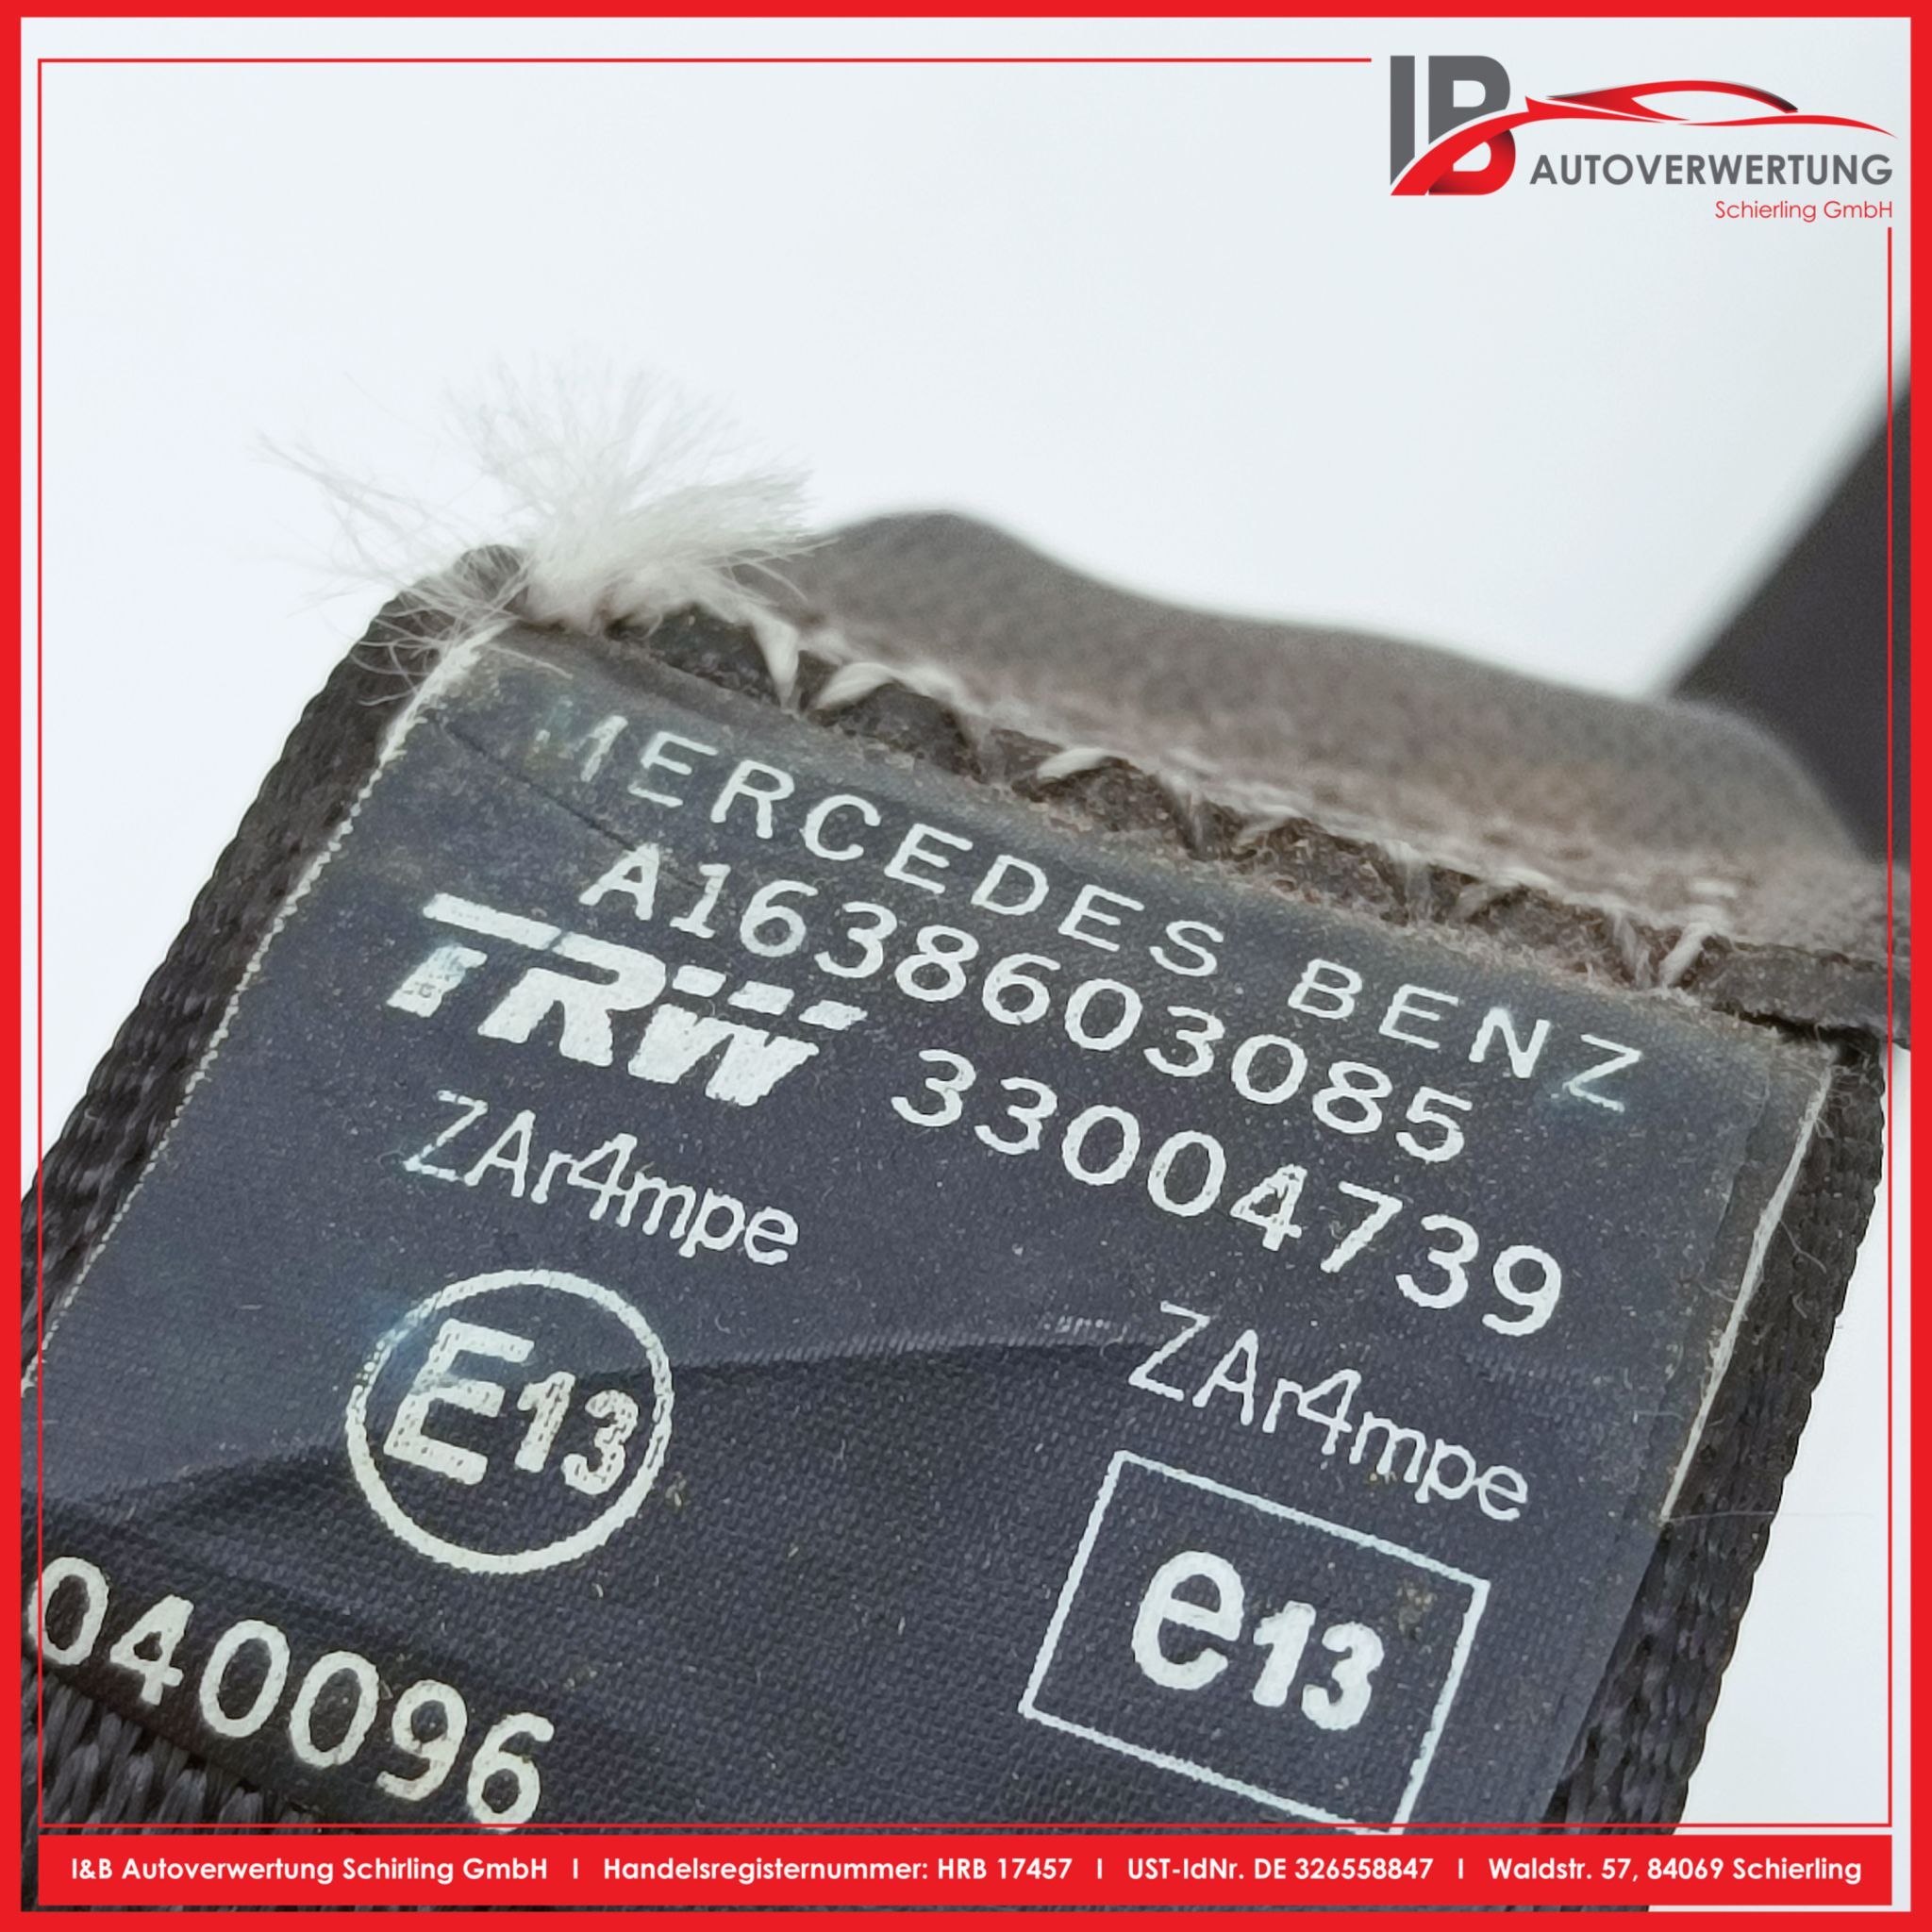 IB AUTOVERWERTUNG
Schierling GmbH
MERCEDES BENZ
A1638603085
TRW 33004739
ZAr4mpe
E13
ZAr4mpe
e13
040096
I&B Autoverwertung Schirling GmbH I Handelsregisternummer: HRB 17457 I UST-IdNr. DE 326558847 I Waldstr. 57, 84069 Schierling